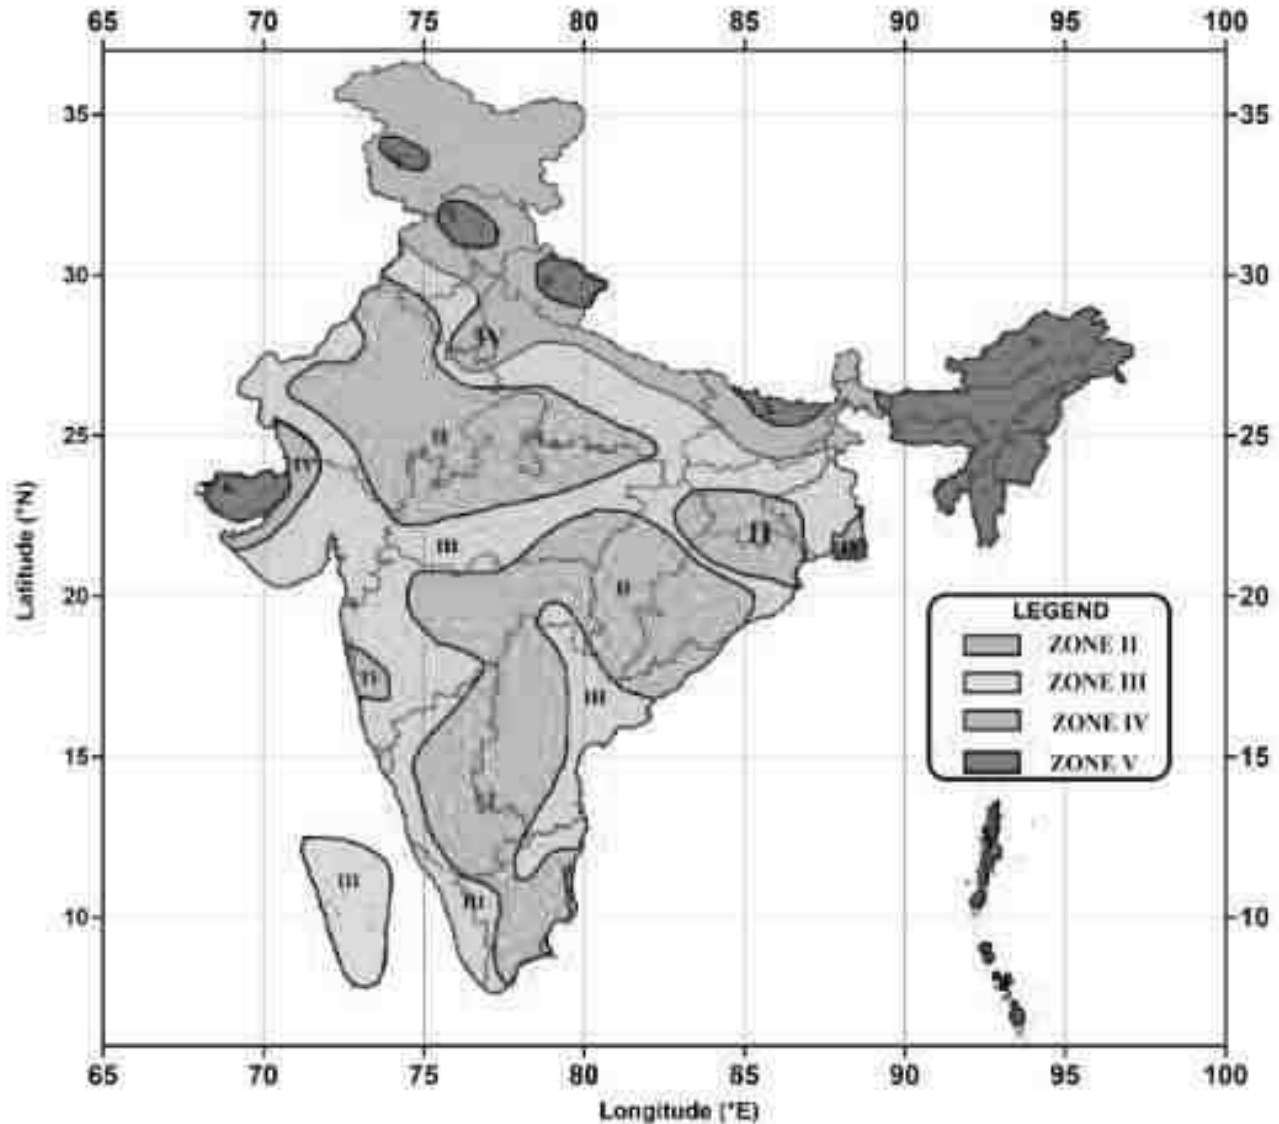 65 70 75 80 85 90 95 100
35 35
30 30
IV
25 25
II
IV
II
III
20 20
II
LEGEND
ZONE II
II
ZONE III
III
ZONE IV
15 15
ZONE V
II
III
III
10 10
65 70 75 80 85 90 95 100
Latitude (°N)
Longitude (°E)